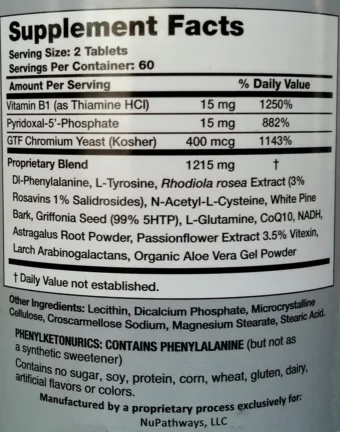 Supplement Facts
Serving Size: 2 Tablets
Servings Per Container: 60
Amount Per Serving % Daily Value
Vitamin B1 (as Thiamine HCl) 15 mg 1250%
Pyridoxal-5'-Phosphate 15 mg 882%
GTF Chromium Yeast (Kosher) 400 mcg 1143%
Proprietary Blend 1215 mg †
Dl-Phenylalanine, L-Tyrosine, Rhodiola rosea Extract (3%
Rosavins 1% Salidrosides), N-Acetyl-L-Cysteine, White Pine
Bark, Griffonia Seed (99% 5HTP), L-Glutamine, CoQ10, NADH,
Astragalus Root Powder, Passionflower Extract 3.5% Vitexin,
Larch Arabinogalactans, Organic Aloe Vera Gel Powder
† Daily Value not established.
Other Ingredients: Lecithin, Dicalcium Phosphate, Microcrystalline
Cellulose, Croscarmellose Sodium, Magnesium Stearate, Stearic Acid.
PHENYLKETONURICS: CONTAINS PHENYLALANINE (but not as
a synthetic sweetener)
Contains no sugar, soy, protein, corn, wheat, gluten, dairy,
artificial flavors or colors.
Manufactured by a proprietary process exclusively for:
NuPathways, LLC